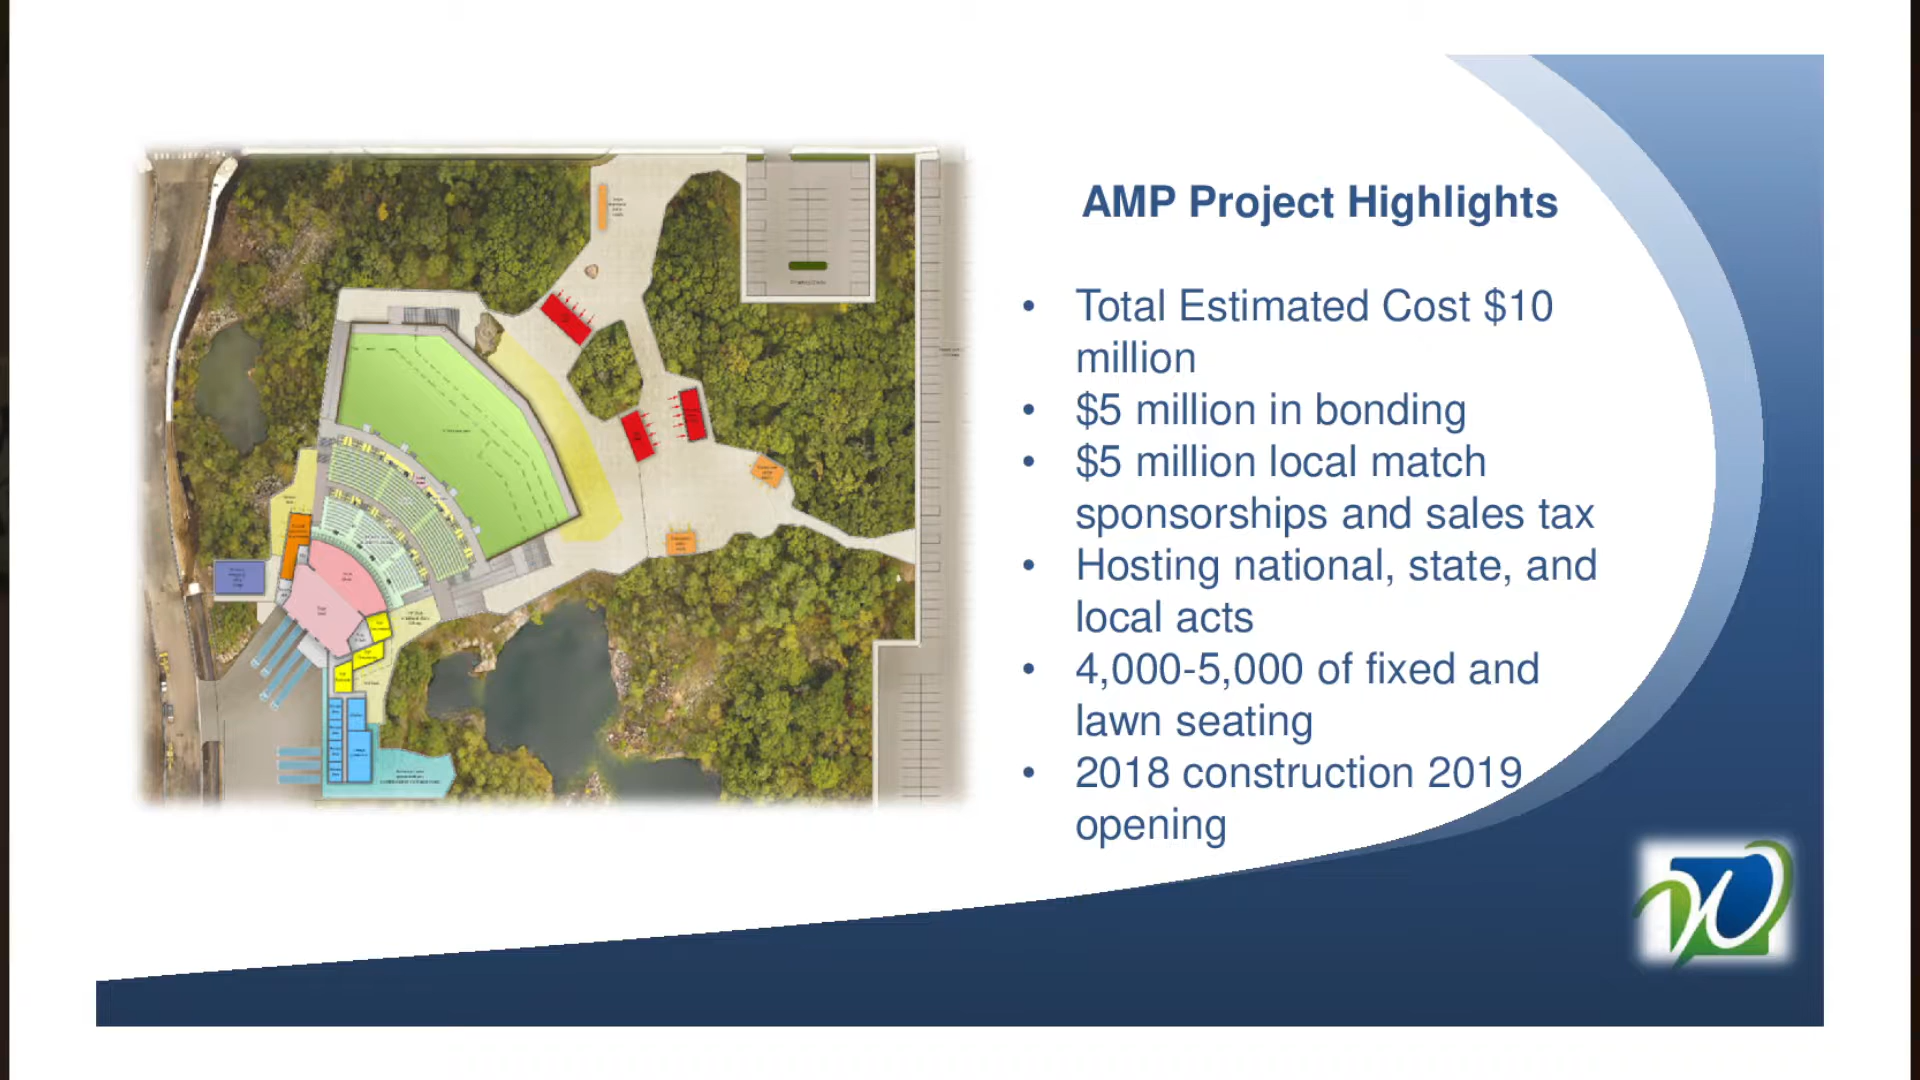 AMP Project Highlights
• Total Estimated Cost $10
million
• $5 million in bonding
• $5 million local match
sponsorships and sales tax
• Hosting national, state, and
local acts
• 4,000-5,000 of fixed and
lawn seating
• 2018 construction 2019
opening